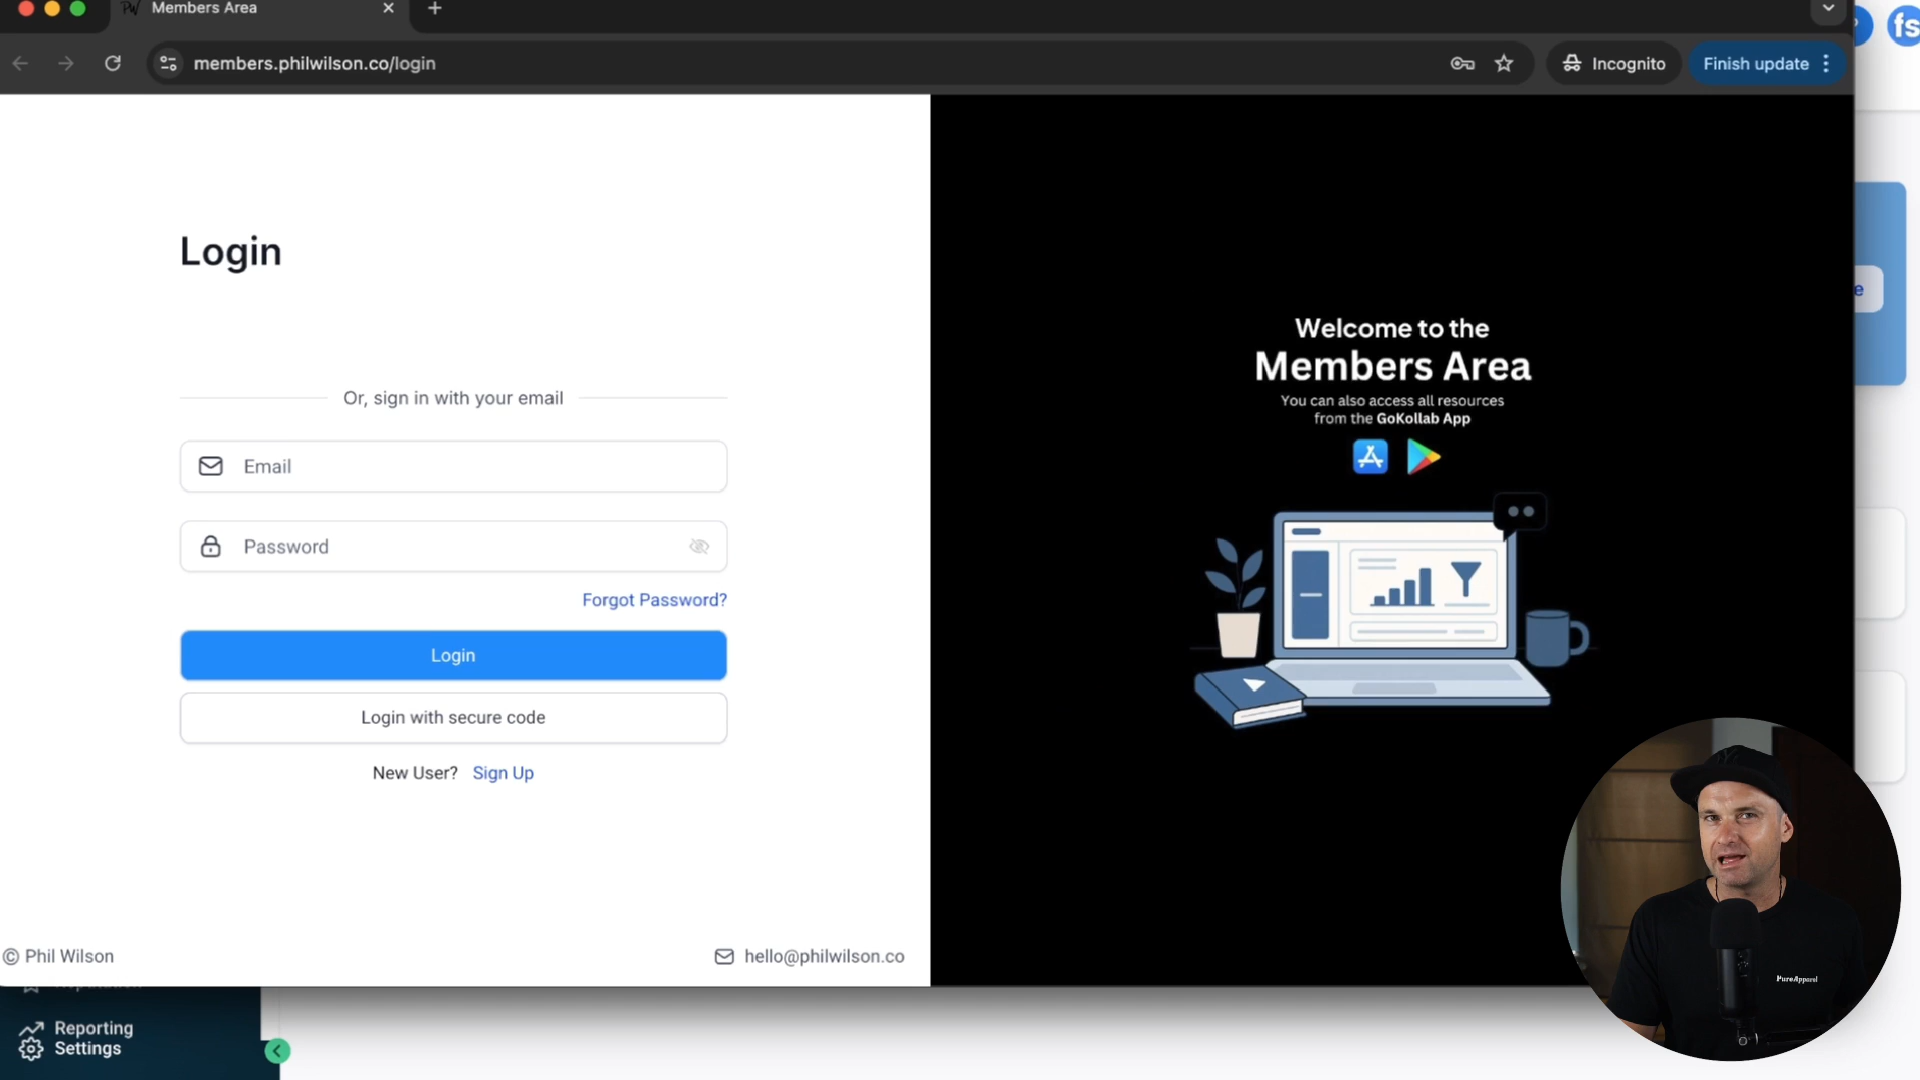 Members Area
members.philwilson.co/login
Incognito
Finish update
fs
Login
Or, sign in with your email
Email
Password
Forgot Password?
Login
Login with secure code
New User? Sign Up
© Phil Wilson
hello@philwilson.co
Welcome to the
Members Area
You can also access all resources
from the GoKollab App
PureApparel
Reporting
Settings